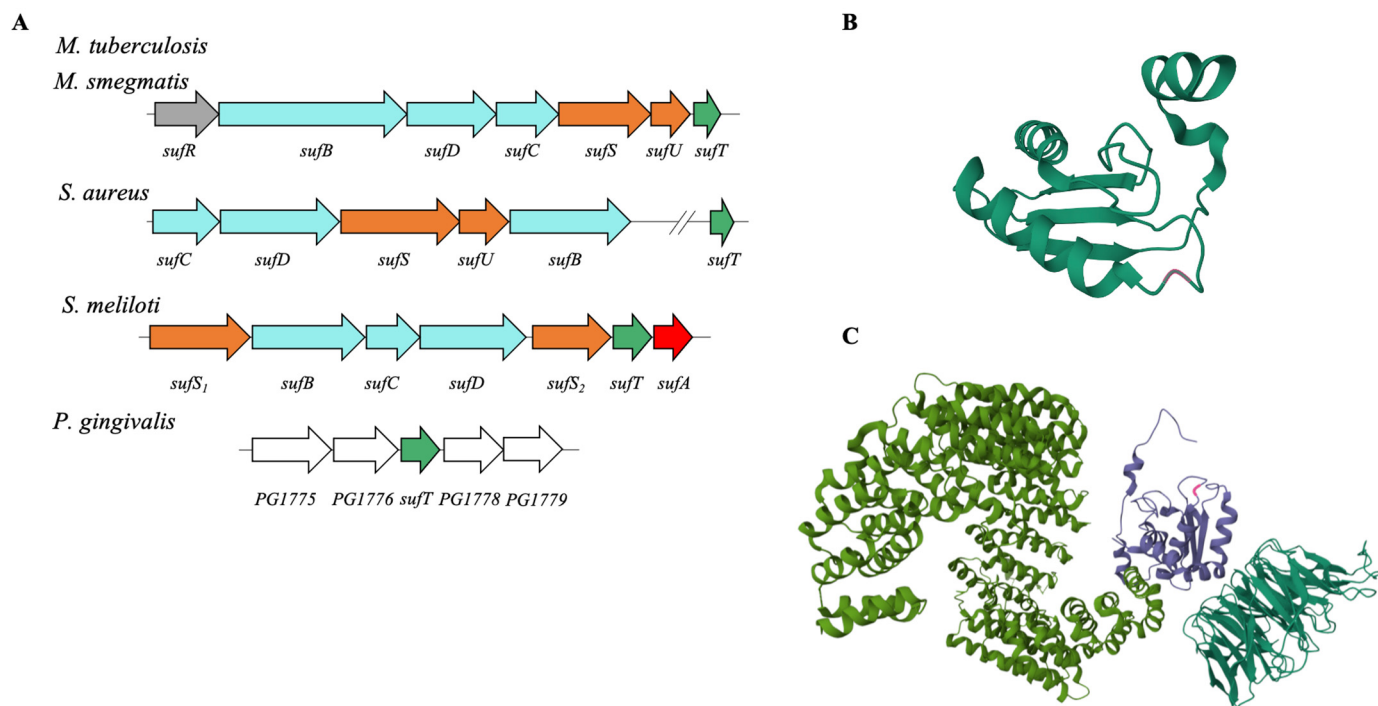 A
B
M. tuberculosis
M. smegmatis
sufR sufB sufD sufC sufS sufU sufT
S. aureus
sufC sufD sufS sufU sufB sufT
S. meliloti
C
sufS1 sufB sufC sufD sufS2 sufT sufA
P. gingivalis
PG1775 PG1776 sufT PG1778 PG1779